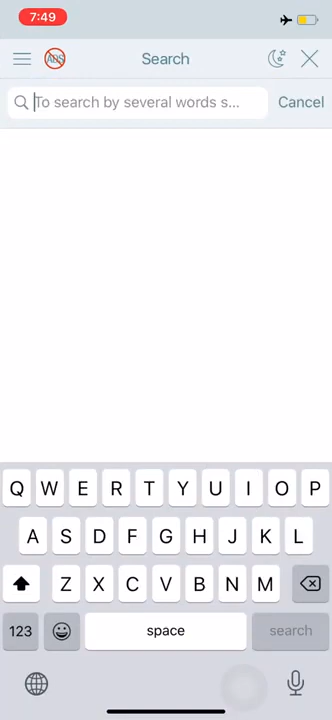 7:49
ADS
Search
To search by several words s...
Cancel
Q W E R T Y U I O P
A S D F G H J K L
Z X C V B N M
123
space
search